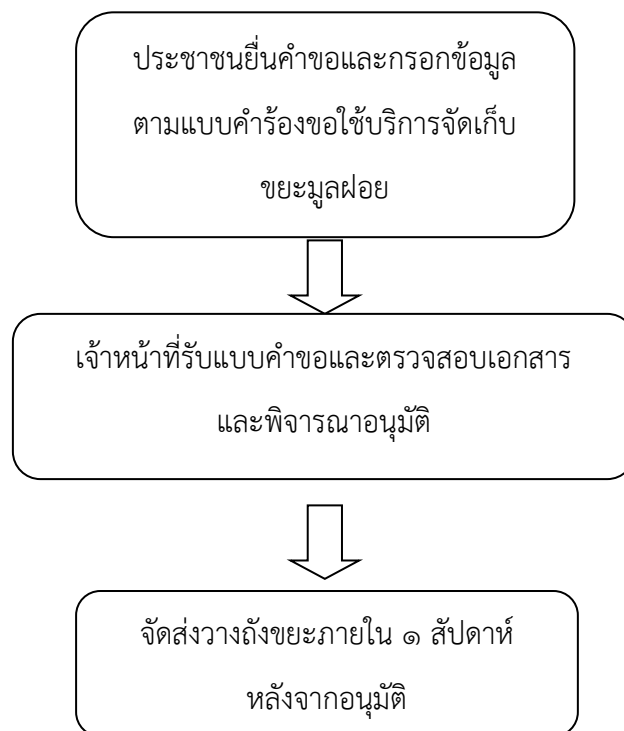 ประชาชนยื่นคำขอและกรอกข้อมูล
ตามแบบคำร้องขอใช้บริการจัดเก็บ
ขยะมูลฝอย
เจ้าหน้าที่รับแบบคำขอและตรวจสอบเอกสาร
และพิจารณาอนุมัติ
จัดส่งวางถังขยะภายใน ๑ สัปดาห์
หลังจากอนุมัติ